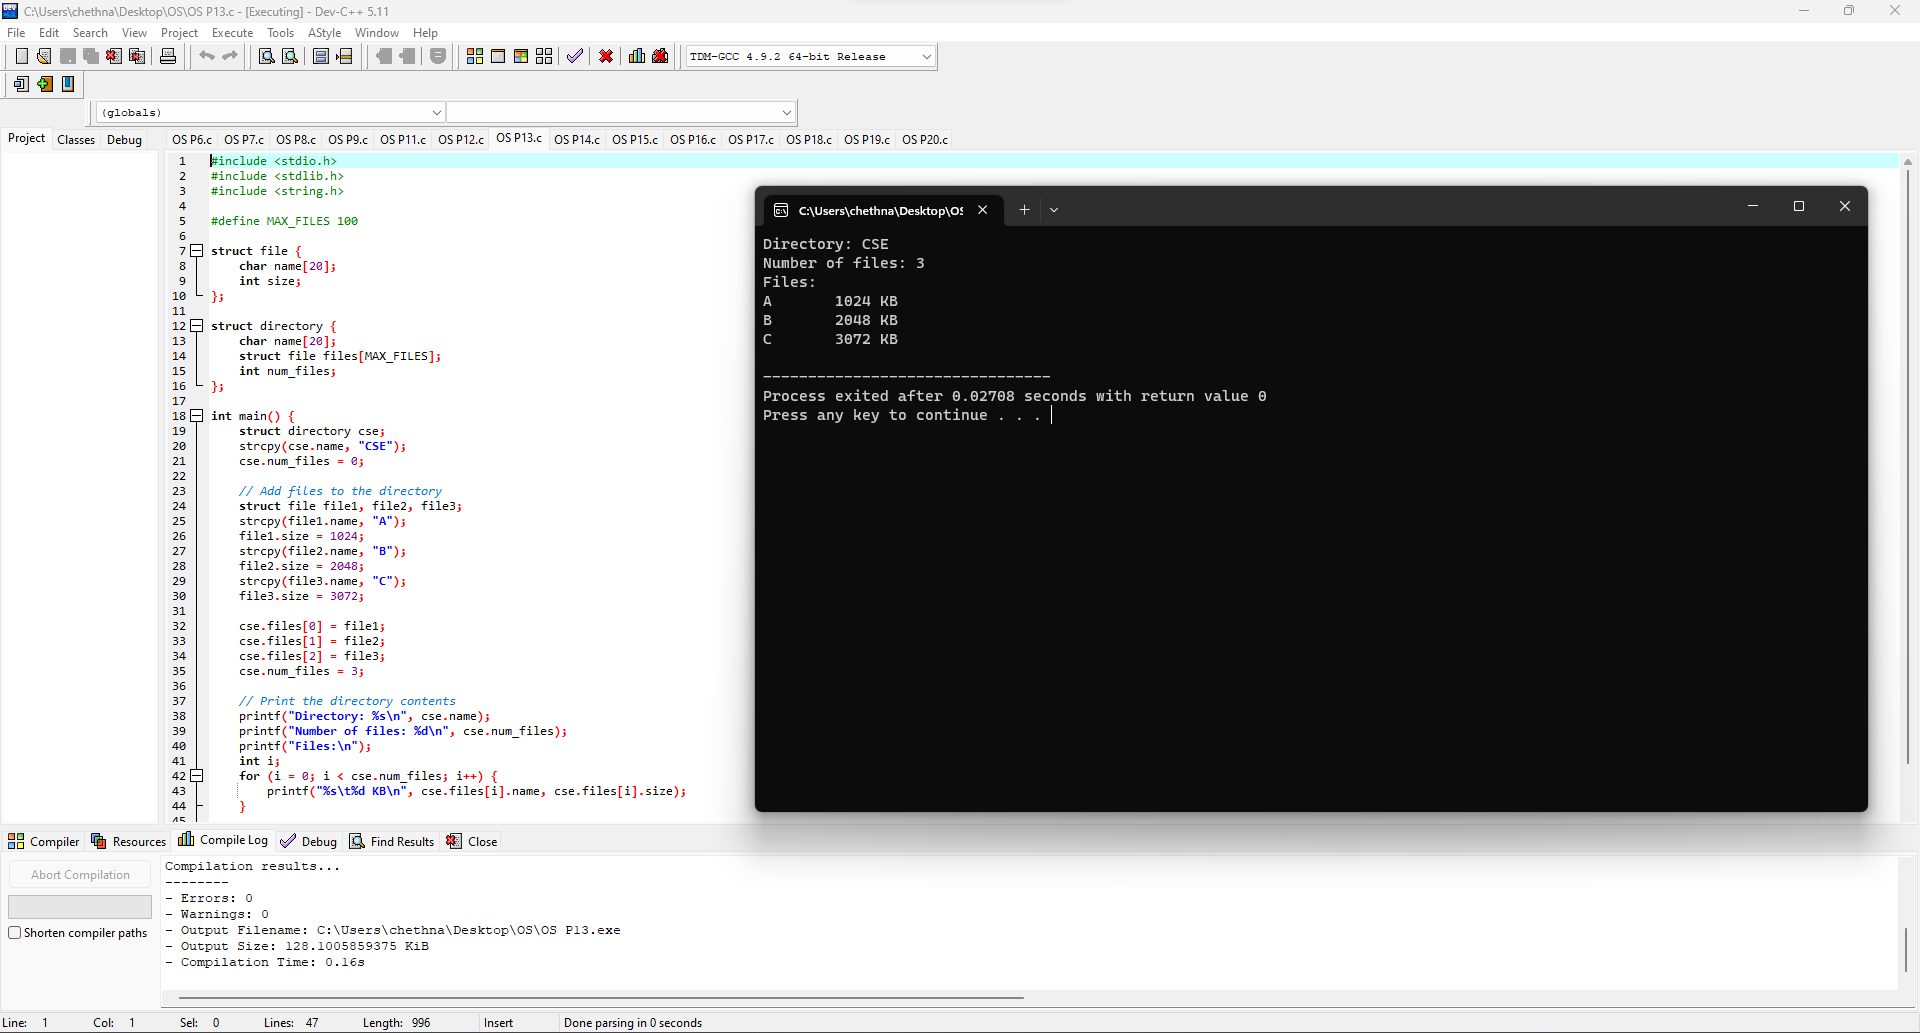 C:\Users\chethna\Desktop\OS\OS P13.c - [Executing] - Dev-C++ 5.11
File Edit Search View Project Execute Tools AStyle Window Help
TDM-GCC 4.9.2 64-bit Release
(globals)
Project Classes Debug
OS P6.c OS P7.c OS P8.c OS P9.c OS P11.c OS P12.c OS P13.c OS P14.c OS P15.c OS P16.c OS P17.c OS P18.c OS P19.c OS P20.c
1 #include <stdio.h>
2 #include <stdlib.h>
3 #include <string.h>
4
5 #define MAX_FILES 100
6
7 struct file {
8 char name[20];
9 int size;
10 };
11
12 struct directory {
13 char name[20];
14 struct file files[MAX_FILES];
15 int num_files;
16 };
17
18 int main() {
19 struct directory cse;
20 strcpy(cse.name, "CSE");
21 cse.num_files = 0;
22
23 // Add files to the directory
24 struct file file1, file2, file3;
25 strcpy(file1.name, "A");
26 file1.size = 1024;
27 strcpy(file2.name, "B");
28 file2.size = 2048;
29 strcpy(file3.name, "C");
30 file3.size = 3072;
31
32 cse.files[0] = file1;
33 cse.files[1] = file2;
34 cse.files[2] = file3;
35 cse.num_files = 3;
36
37 // Print the directory contents
38 printf("Directory: %s\n", cse.name);
39 printf("Number of files: %d\n", cse.num_files);
40 printf("Files:\n");
41 int i;
42 for (i = 0; i < cse.num_files; i++) {
43 printf("%s\t%d KB\n", cse.files[i].name, cse.files[i].size);
44 }
45
C:\Users\chethna\Desktop\OS
Directory: CSE
Number of files: 3
Files:
A 1024 KB
B 2048 KB
C 3072 KB
--------------------------------
Process exited after 0.02708 seconds with return value 0
Press any key to continue . . .
Compiler Resources Compile Log Debug Find Results Close
Abort Compilation
Shorten compiler paths
Compilation results...
--------
- Errors: 0
- Warnings: 0
- Output Filename: C:\Users\chethna\Desktop\OS\OS P13.exe
- Output Size: 128.1005859375 KiB
- Compilation Time: 0.16s
Line: 1 Col: 1 Sel: 0 Lines: 47 Length: 996 Insert Done parsing in 0 seconds